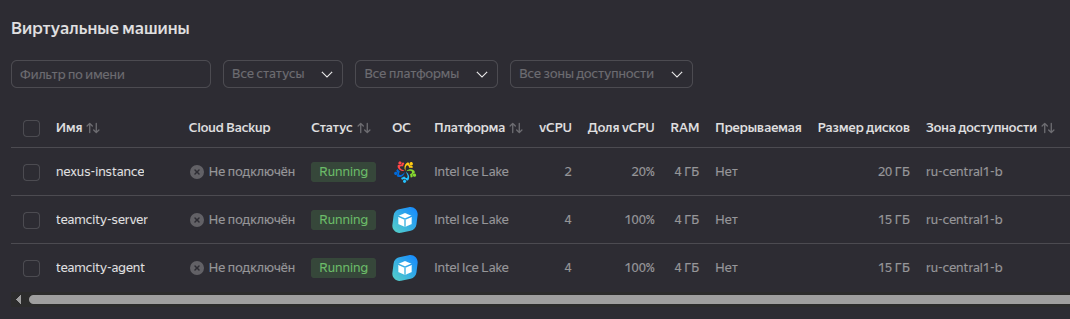 Виртуальные машины
Фильтр по имени Все статусы Все платформы Все зоны доступности
Имя Cloud Backup Статус ОС Платформа vCPU Доля vCPU RAM Прерываемая Размер дисков Зона доступности
nexus-instance Не подключён Running Intel Ice Lake 2 20% 4 ГБ Нет 20 ГБ ru-central1-b
teamcity-server Не подключён Running Intel Ice Lake 4 100% 4 ГБ Нет 15 ГБ ru-central1-b
teamcity-agent Не подключён Running Intel Ice Lake 4 100% 4 ГБ Нет 15 ГБ ru-central1-b